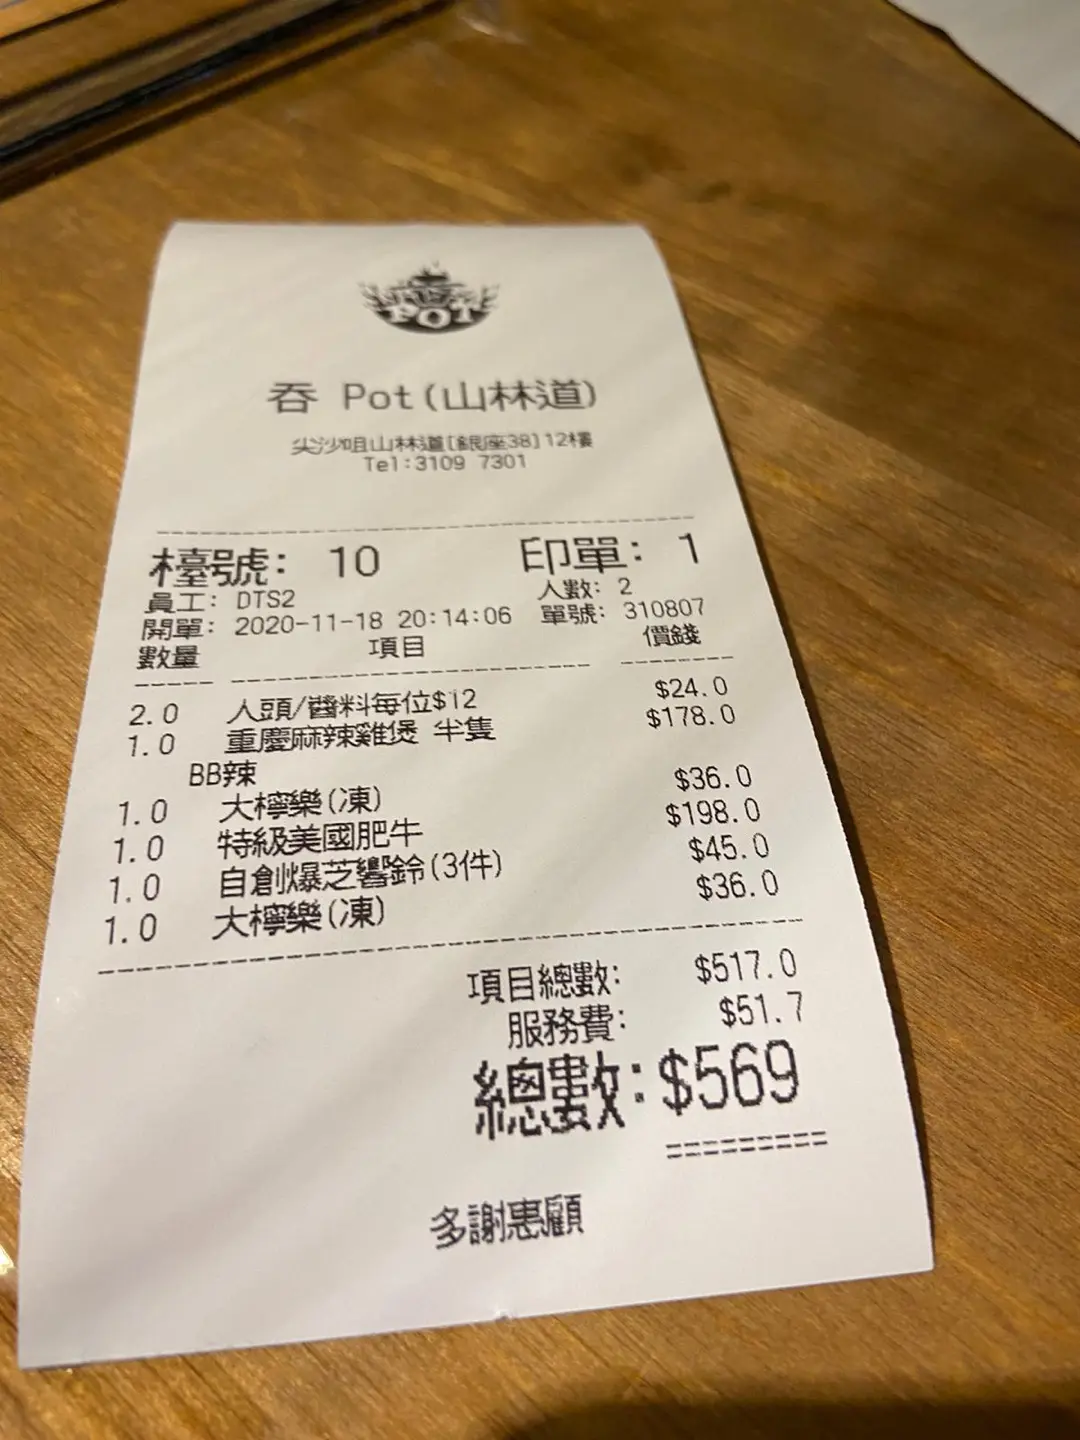 POT
吞 Pot(山林道)
尖沙咀山林道[銀座38]12樓
Tel:3109 7301
檯號: 10 印單: 1
員工: DTS2 人數: 2
開單: 2020-11-18 20:14:06 單號: 310807
數量 項目 價錢
2.0 人頭/醬料每位$12 $24.0
1.0 重慶麻辣雞煲 半隻 $178.0
BB辣
1.0 大檸樂(凍) $36.0
1.0 特級美國肥牛 $198.0
1.0 自創爆芝響鈴(3件) $45.0
1.0 大檸樂(凍) $36.0
項目總數: $517.0
服務費: $51.7
總數: $569
=========
多謝惠顧